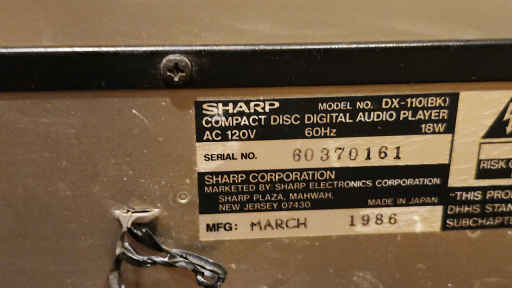 SHARP MODEL NO. DX-110(BK)
COMPACT DISC DIGITAL AUDIO PLAYER
AC 120V 60Hz 18W
SERIAL NO. 60370161
SHARP CORPORATION
MARKETED BY: SHARP ELECTRONICS CORPORATION
SHARP PLAZA, MAHWAH,
NEW JERSEY 07430 MADE IN JAPAN
MFG: MARCH 1986
RISK
"THIS
DHHS STAN
SUBCHAPTE